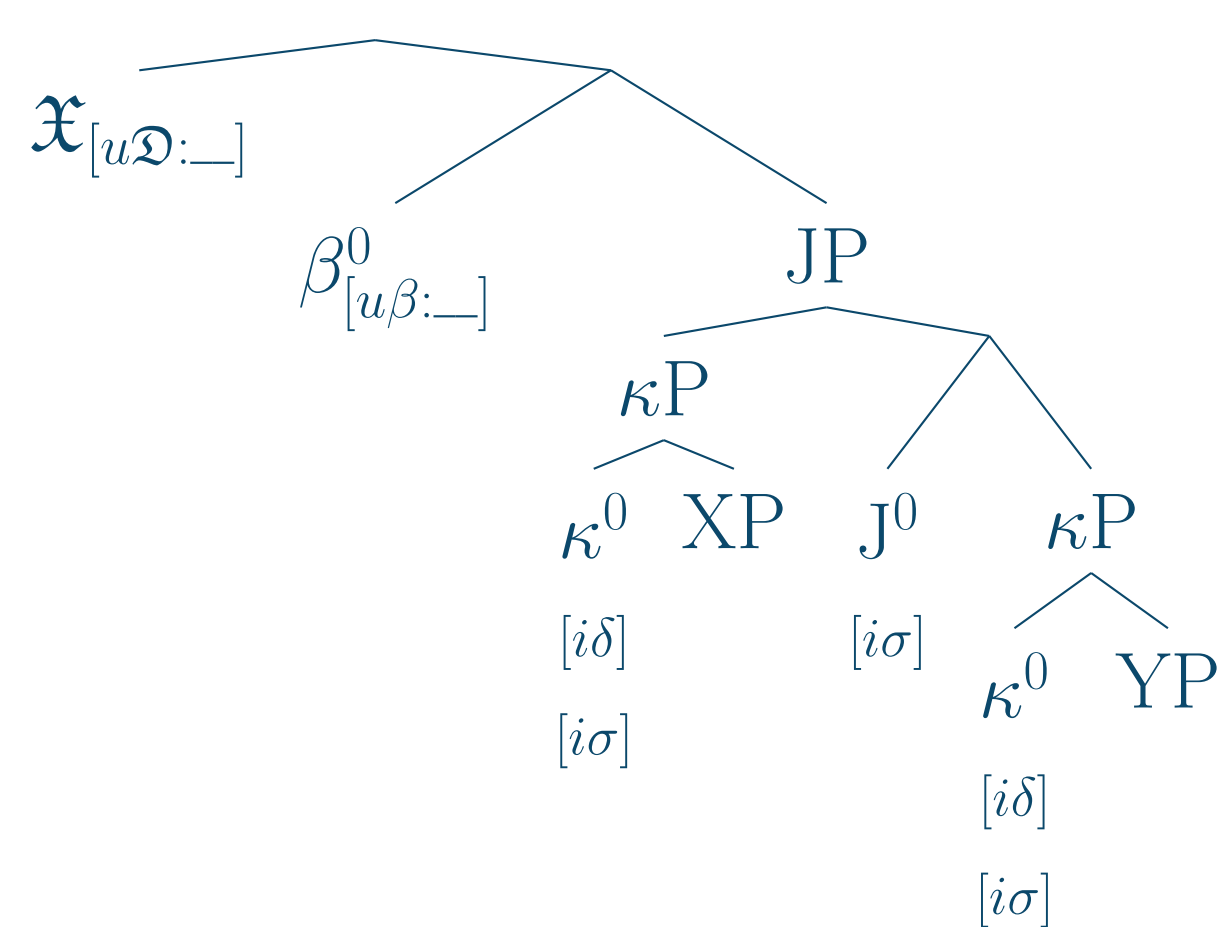 𝔛[u𝔇:__]
β⁰[uβ:__] JP
κP
κ⁰ XP J⁰ κP
[iδ] [iσ]
κ⁰ YP
[iσ]
[iδ]
[iσ]